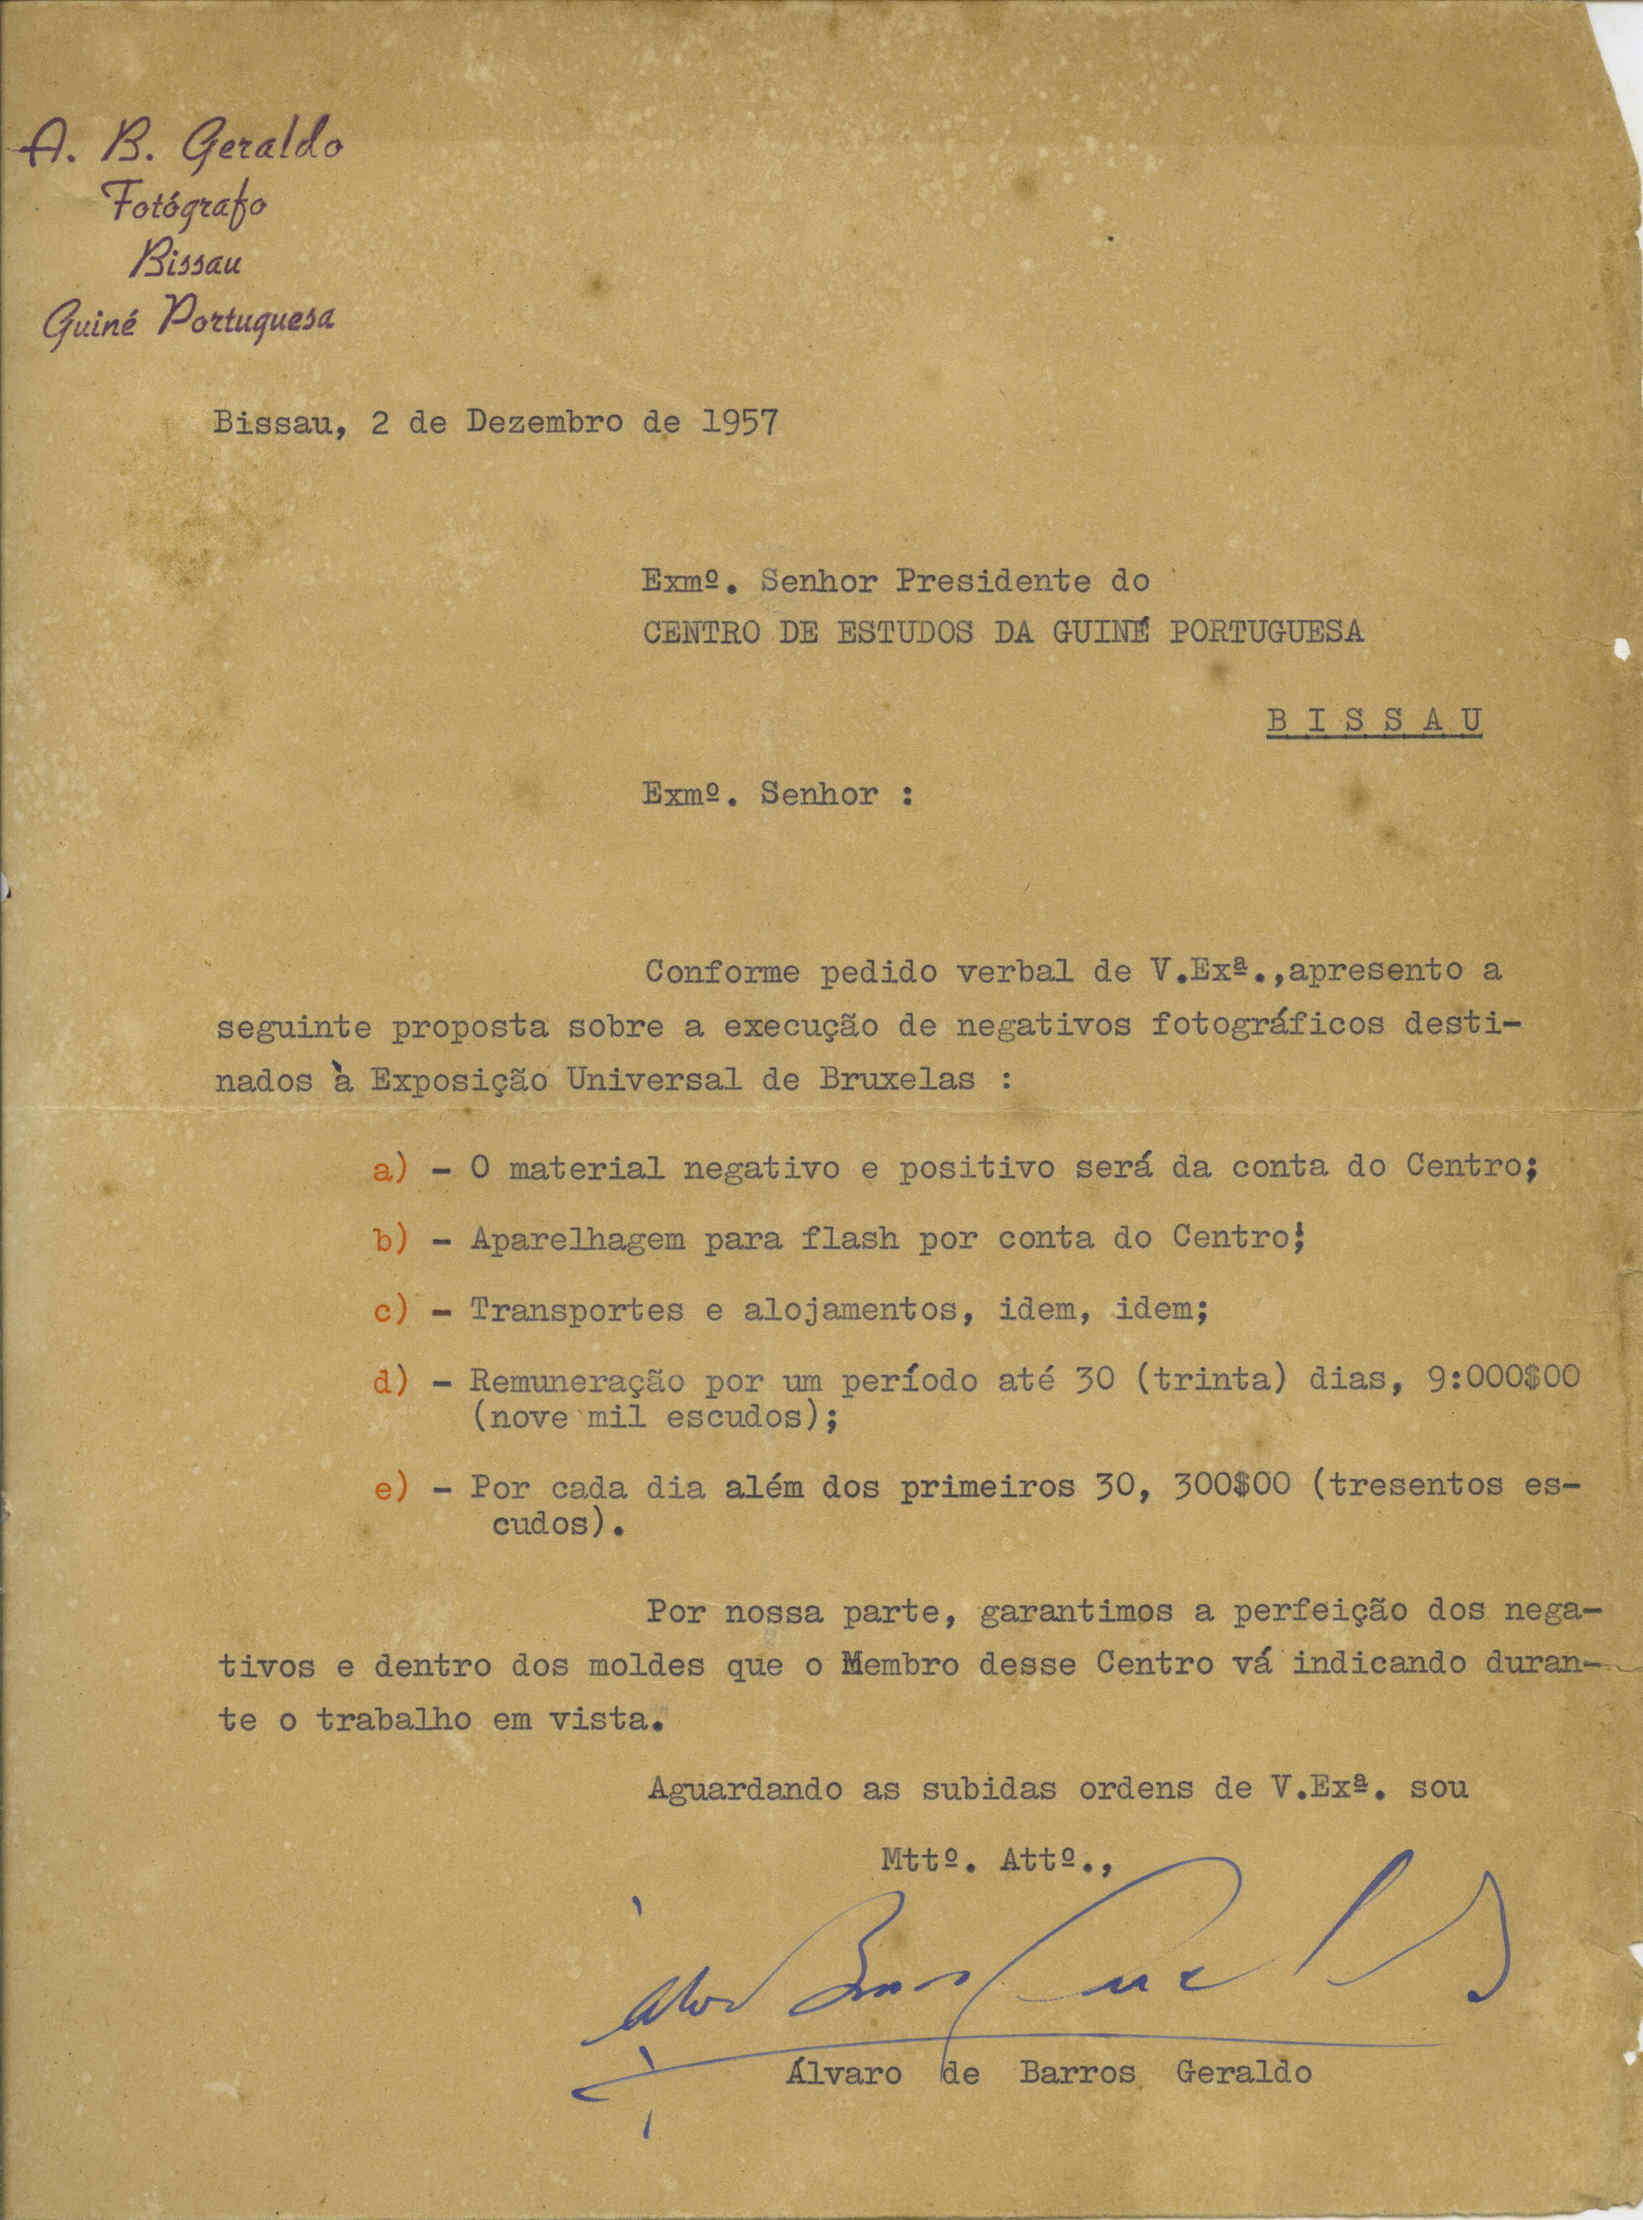 A. B. Geraldo
Fotógrafo
Bissau
Guiné Portuguesa
Bissau, 2 de Dezembro de 1957
Exmº. Senhor Presidente do
CENTRO DE ESTUDOS DA GUINÉ PORTUGUESA
B I S S A U
Exmº. Senhor :
Conforme pedido verbal de V.Exª.,apresento a
seguinte proposta sobre a execução de negativos fotográficos desti-
nados à Exposição Universal de Bruxelas :
a) - O material negativo e positivo será da conta do Centro;
b) - Aparelhagem para flash por conta do Centro;
c) - Transportes e alojamentos, idem, idem;
d) - Remuneração por um período até 30 (trinta) dias, 9:000$00
(nove mil escudos);
e) - Por cada dia além dos primeiros 30, 300$00 (tresentos es-
cudos).
Por nossa parte, garantimos a perfeição dos nega-
tivos e dentro dos moldes que o Membro desse Centro vá indicando duran-
te o trabalho em vista.
Aguardando as subidas ordens de V.Exª. sou
Mttº. Attº.,
Álvaro de Barros Geraldo